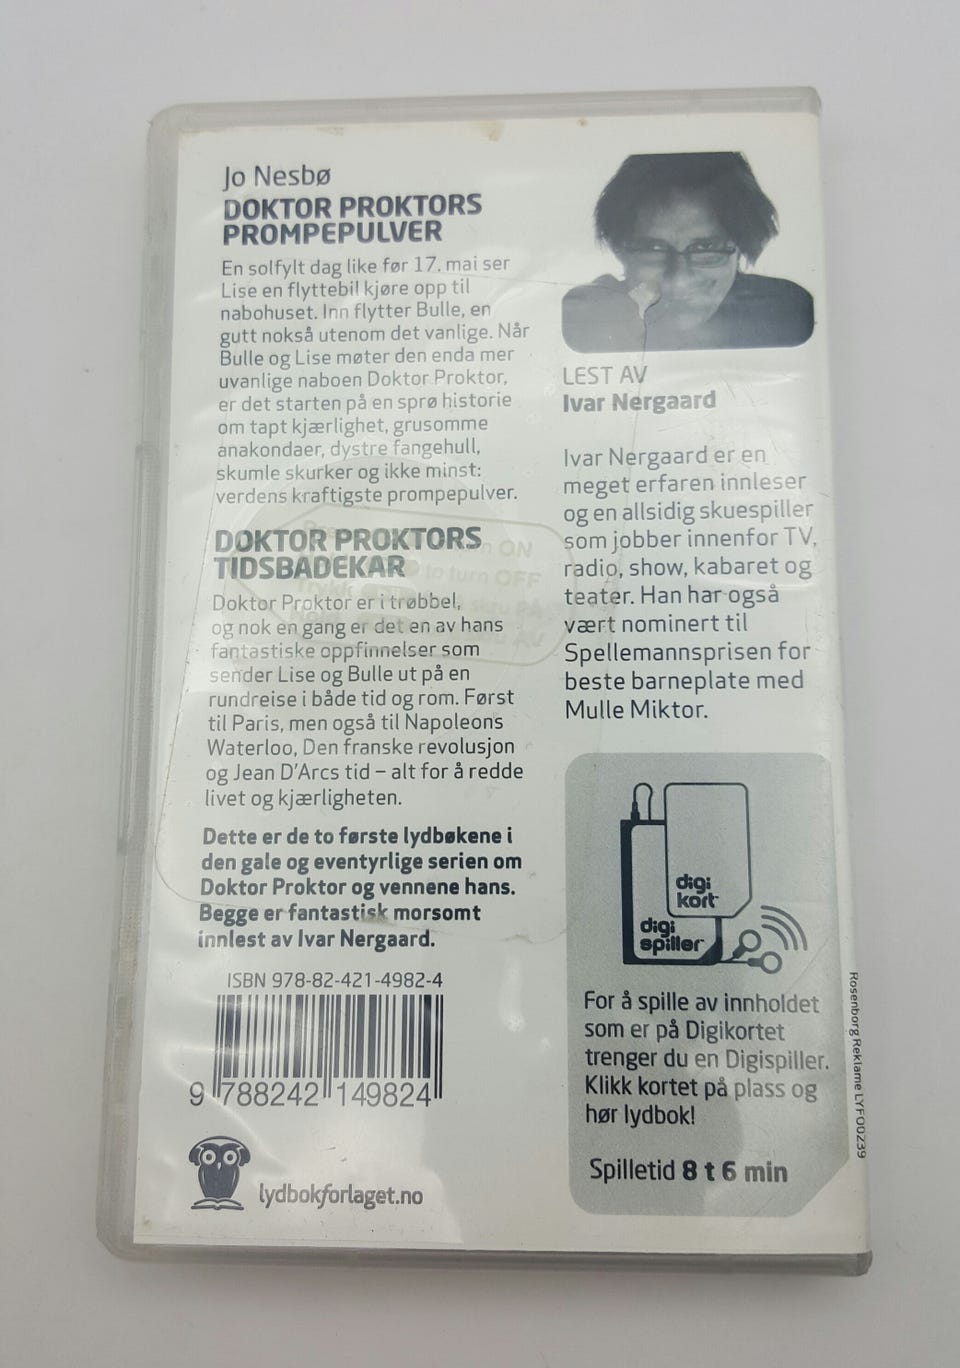 Jo Nesbø
DOKTOR PROKTORS
PROMPEPULVER
En solfylt dag like før 17. mai ser
Lise en flyttebil kjøre opp til
nabohuset. Inn flytter Bulle, en
gutt nokså utenom det vanlige. Når
Bulle og Lise møter den enda mer
uvanlige naboen Doktor Proktor,
er det starten på en sprø historie
om tapt kjærlighet, grusomme
anakondaer, dystre fangehull,
skumle skurker og ikke minst:
verdens kraftigste prompepulver.
DOKTOR PROKTORS
TIDSBADEKAR
Doktor Proktor er i trøbbel,
og nok en gang er det en av hans
fantastiske oppfinnelser som
sender Lise og Bulle ut på en
rundreise i både tid og rom. Først
til Paris, men også til Napoleons
Waterloo, Den franske revolusjon
og Jean D'Arcs tid – alt for å redde
livet og kjærligheten.
Dette er de to første lydbøkene i
den gale og eventyrlige serien om
Doktor Proktor og vennene hans.
Begge er fantastisk morsomt
innlest av Ivar Nergaard.
ISBN 978-82-421-4982-4
9 788242 149824
lydbokforlaget.no
LEST AV
Ivar Nergaard
Ivar Nergaard er en
meget erfaren innleser
og en allsidig skuespiller
som jobber innenfor TV,
radio, show, kabaret og
teater. Han har også
vært nominert til
Spellemannsprisen for
beste barneplate med
Mulle Miktor.
digi
kort
digi
spiller
For å spille av innholdet
som er på Digikortet
trenger du en Digispiller.
Klikk kortet på plass og
hør lydbok!
Spilletid 8 t 6 min
Rosenborg Reklame LYF00239
ON
to turn OFF
Trykk
AV